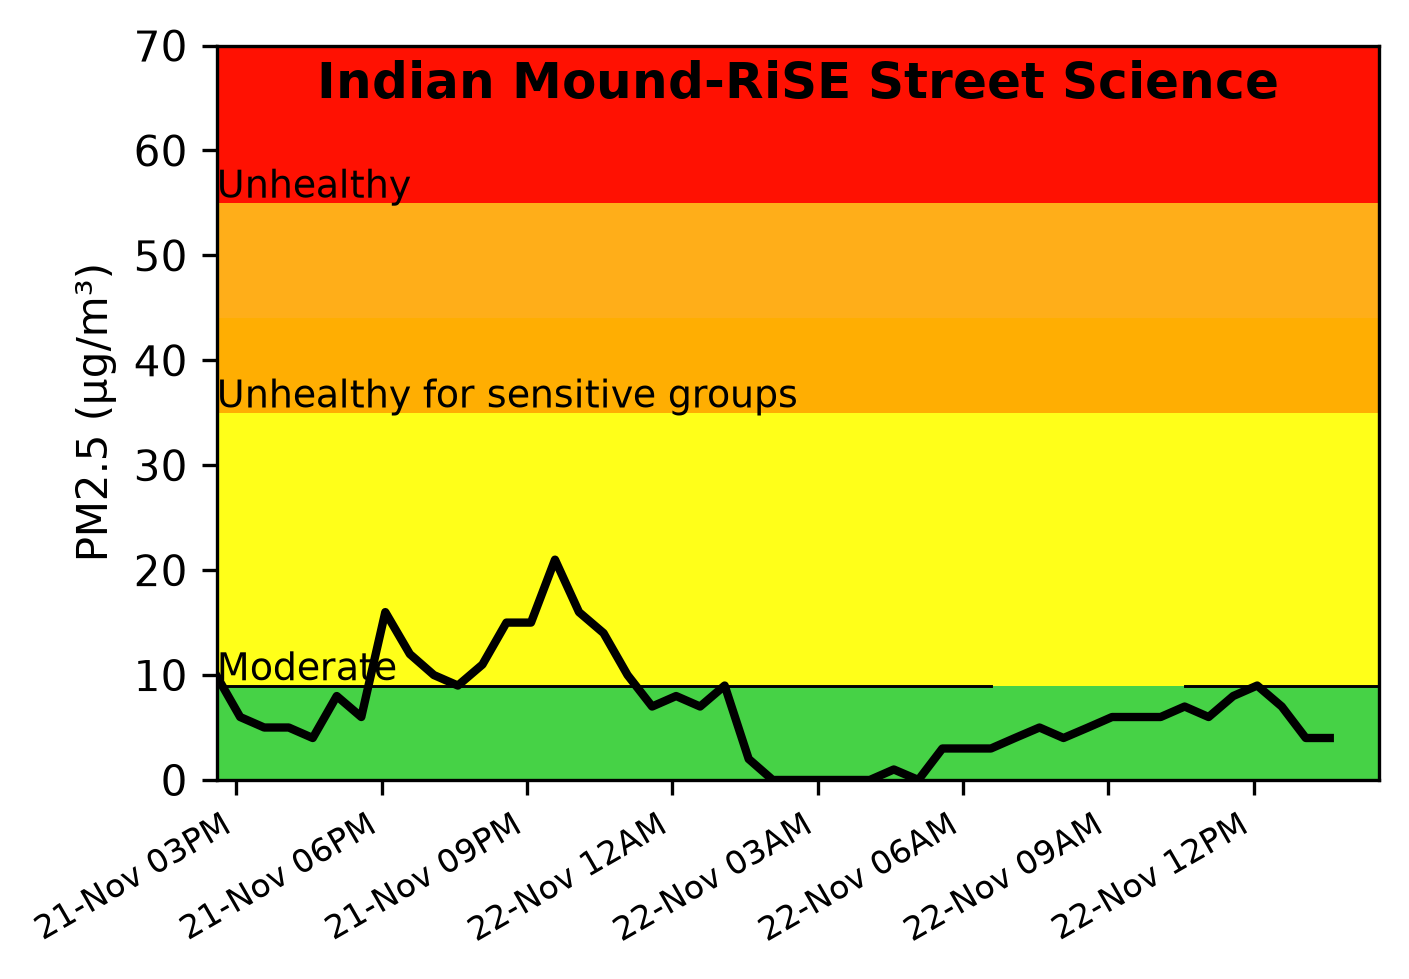 Indian Mound-RiSE Street Science
70
60
Unhealthy
50
40
Unhealthy for sensitive groups
30
20
Moderate
10
0
PM2.5 (µg/m³)
21-Nov 03PM
21-Nov 06PM
21-Nov 09PM
22-Nov 12AM
22-Nov 03AM
22-Nov 06AM
22-Nov 09AM
22-Nov 12PM